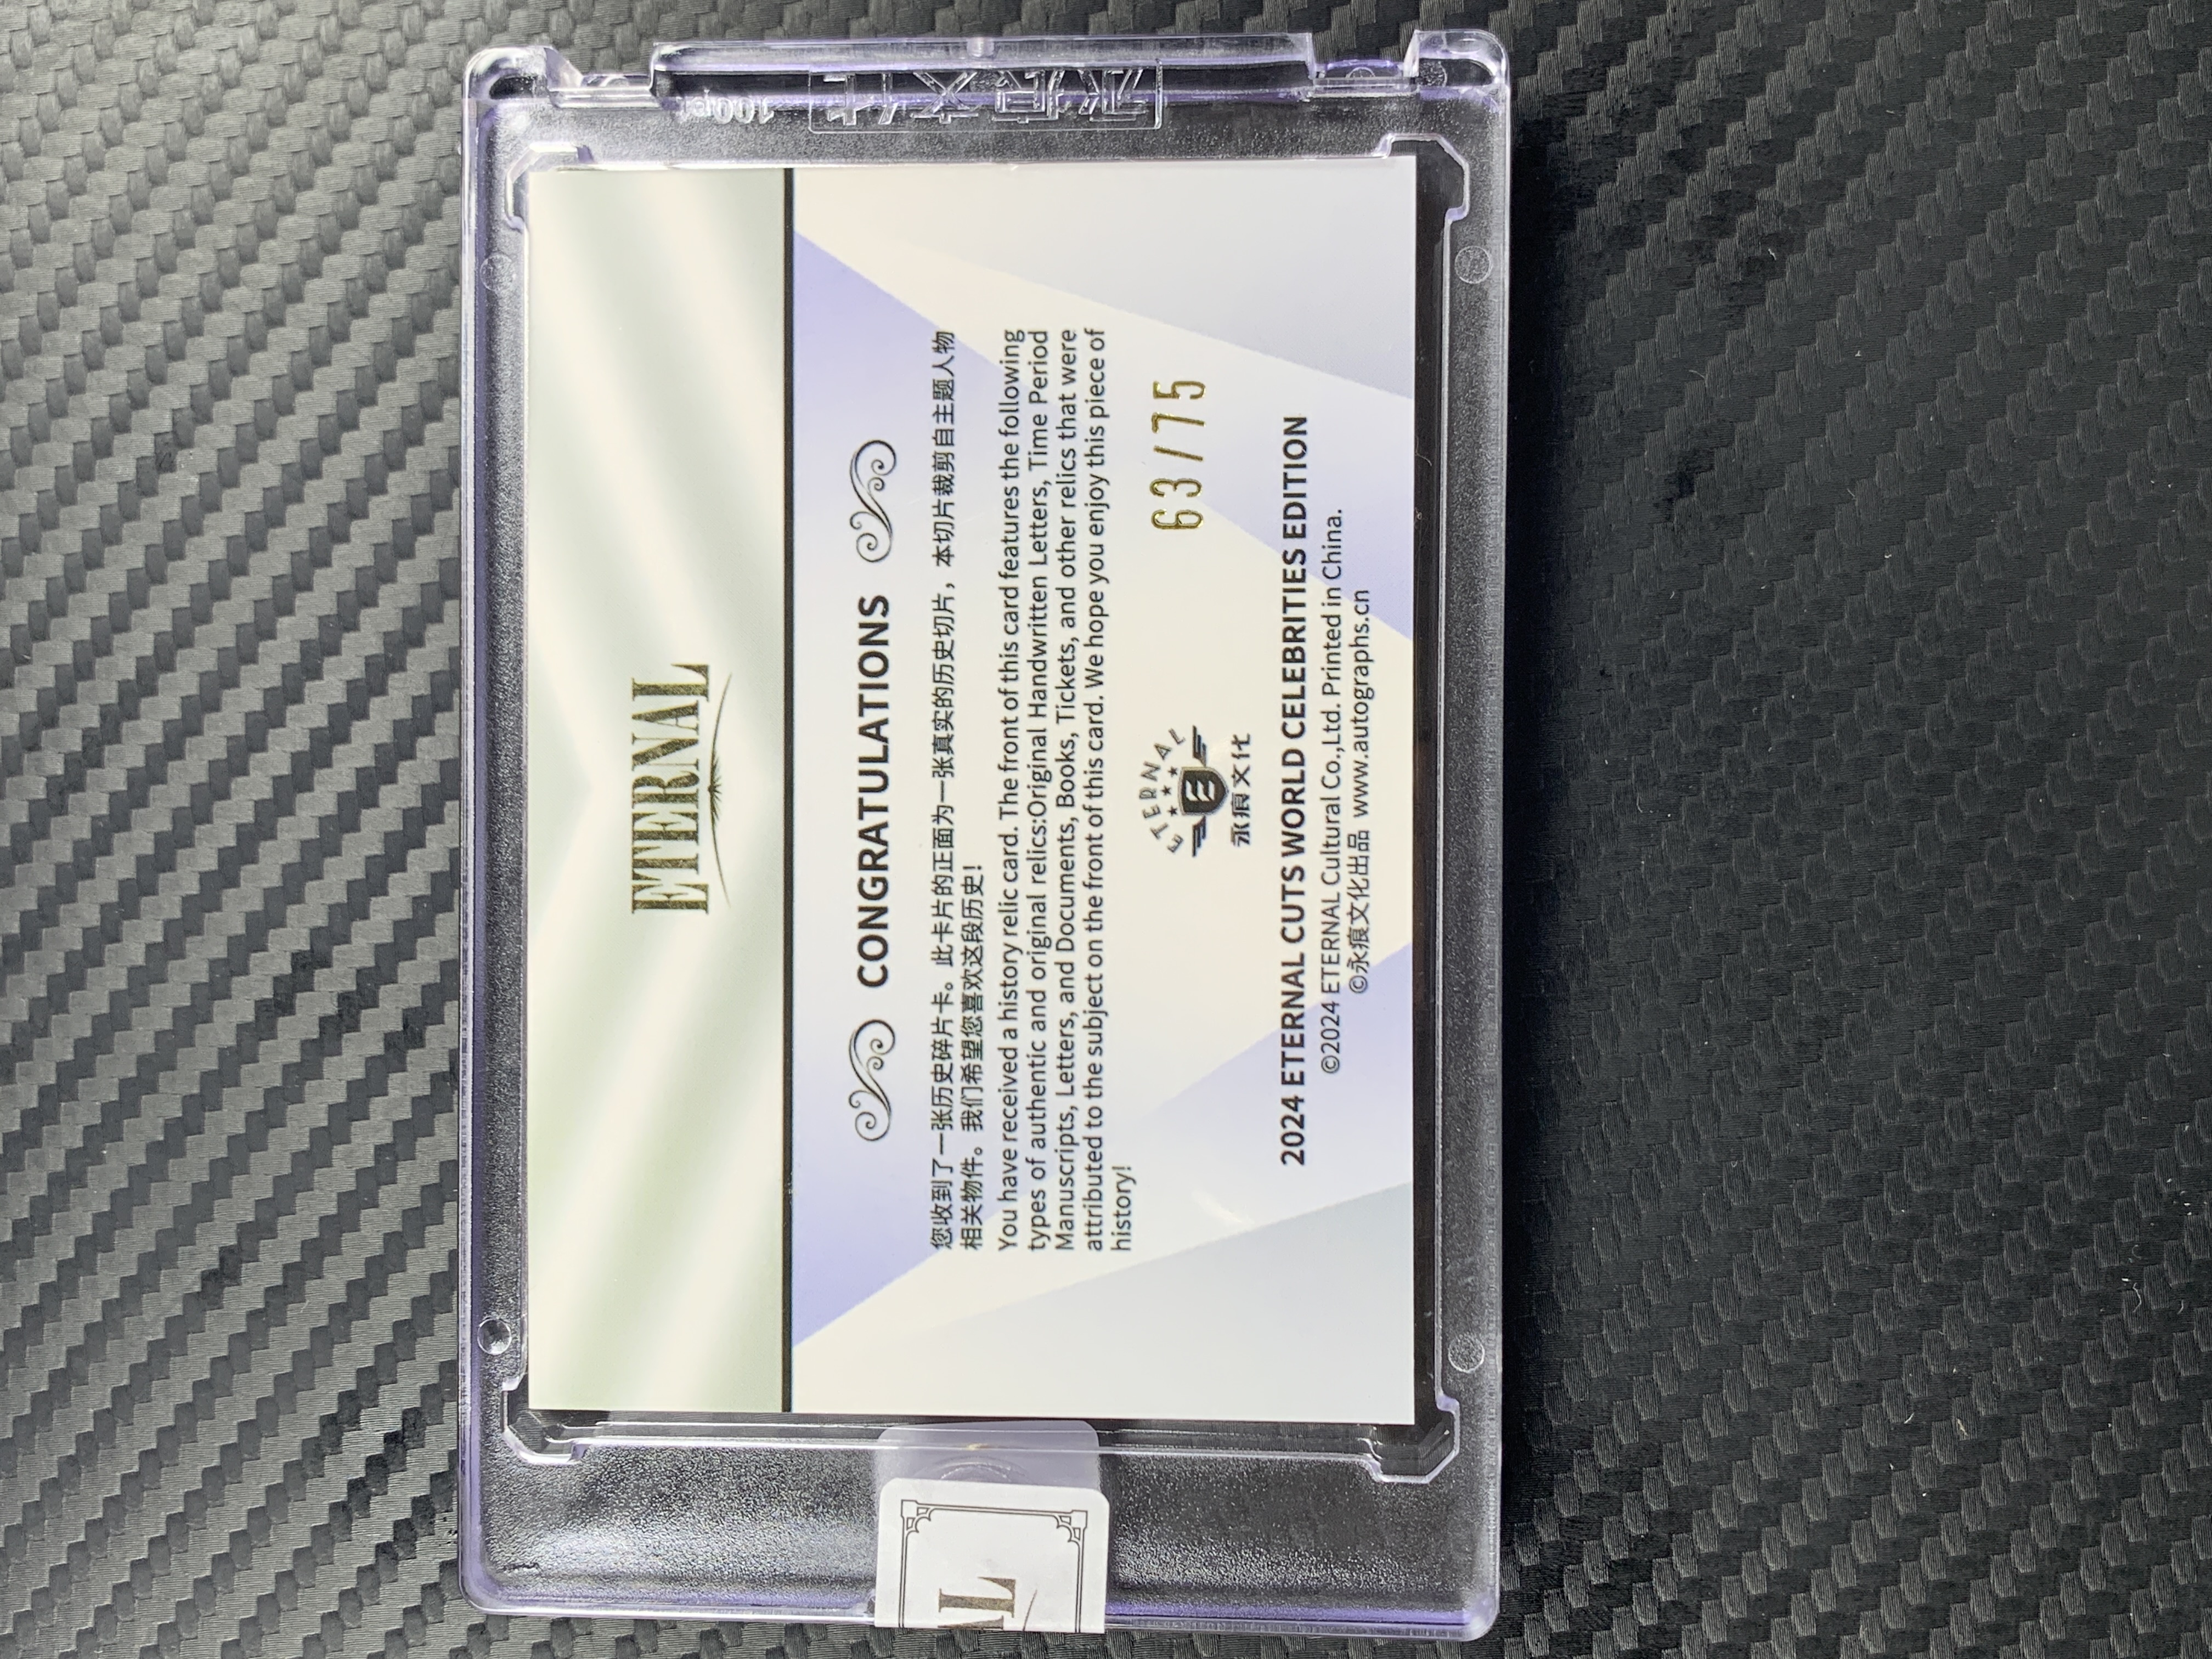 永痕文化
100pt
ETERNAL
CONGRATULATIONS
您收到了一张历史碎片卡。此卡片的正面为一张真实的历史切片，本切片裁剪自主题人物
相关物件。我们希望您喜欢这段历史!
You have received a history relic card. The front of this card features the following
types of authentic and original relics:Original Handwritten Letters, Time Period
Manuscripts, Letters, and Documents, Books, Tickets, and other relics that were
attributed to the subject on the front of this card. We hope you enjoy this piece of
history!
63/75
ETERNAL
永痕文化
2024 ETERNAL CUTS WORLD CELEBRITIES EDITION
©2024 ETERNAL Cultural Co.,Ltd. Printed in China.
©永痕文化出品 www.autographs.cn
AL